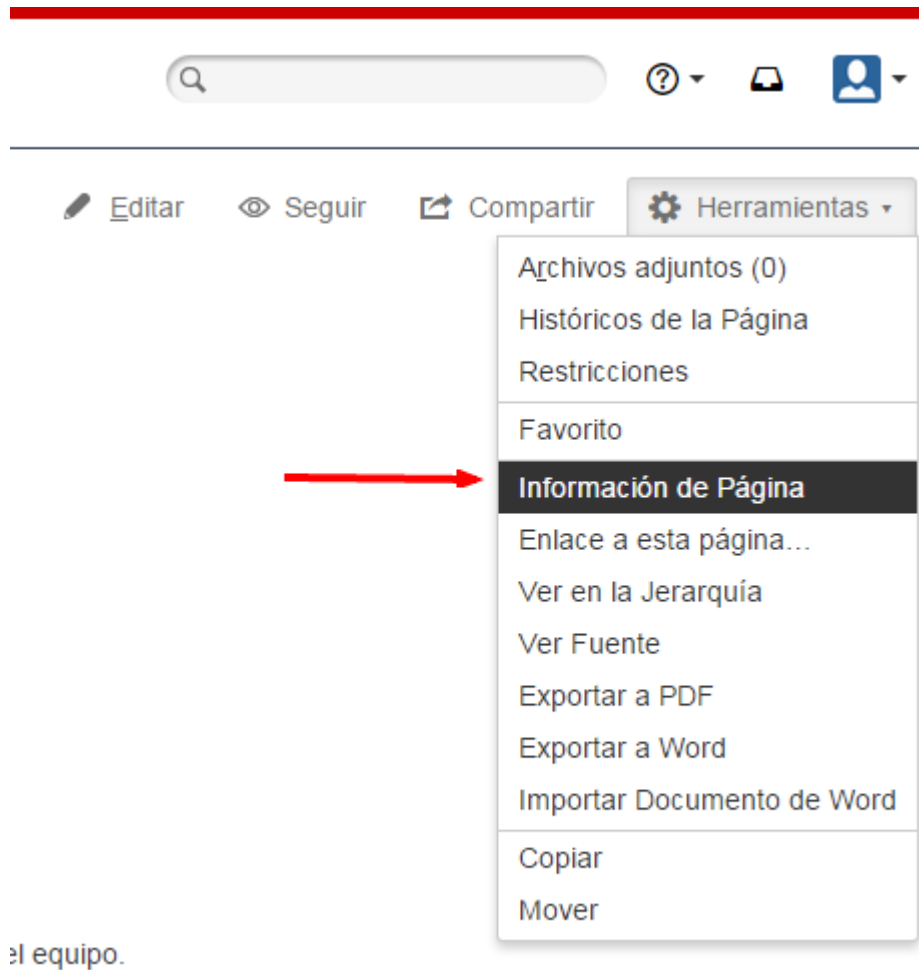 Editar Seguir Compartir Herramientas
Archivos adjuntos (0)
Históricos de la Página
Restricciones
Favorito
Información de Página
Enlace a esta página...
Ver en la Jerarquía
Ver Fuente
Exportar a PDF
Exportar a Word
Importar Documento de Word
Copiar
Mover
el equipo.